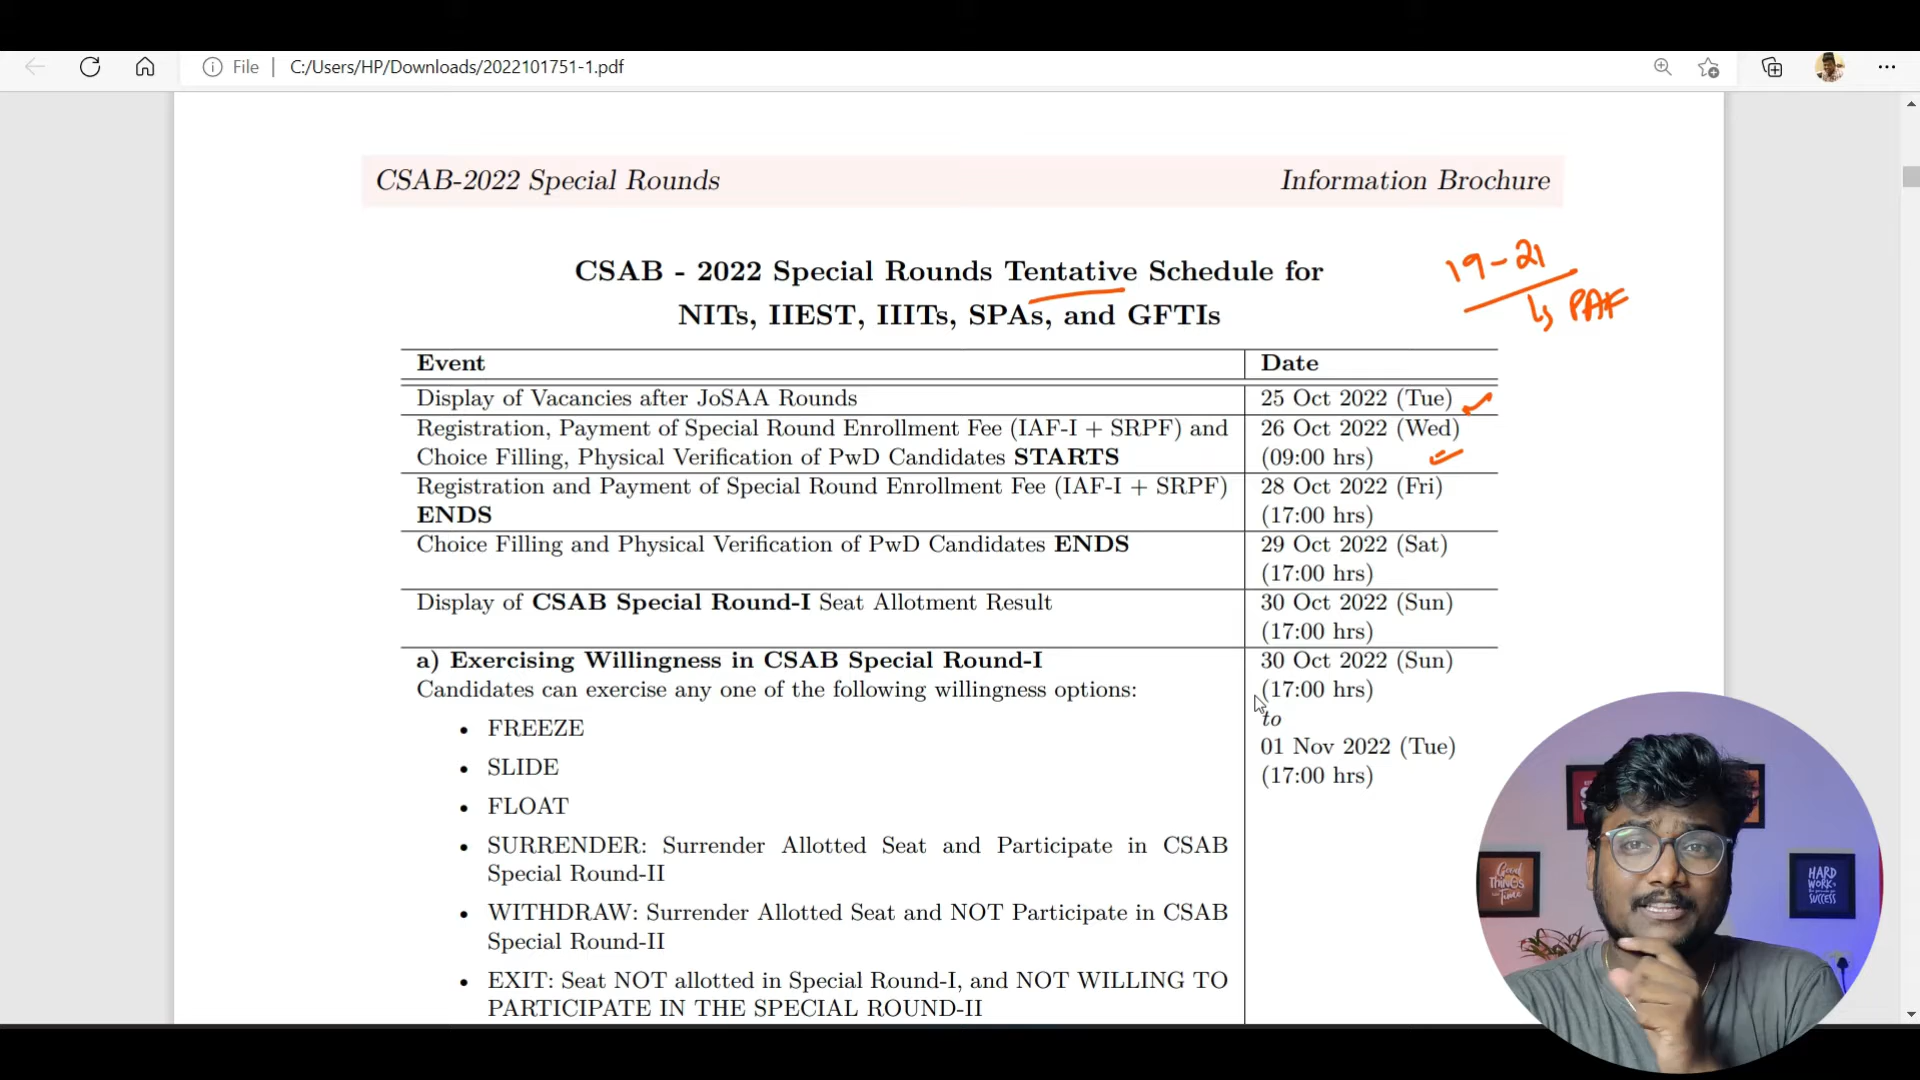 File
C:/Users/HP/Downloads/2022101751-1.pdf
CSAB-2022 Special Rounds Information Brochure
CSAB - 2022 Special Rounds Tentative Schedule for
NITs, IIEST, IIITs, SPAs, and GFTIs
19-21
PAF
Event Date
Display of Vacancies after JoSAA Rounds 25 Oct 2022 (Tue)
Registration, Payment of Special Round Enrollment Fee (IAF-I + SRPF) and 26 Oct 2022 (Wed)
Choice Filling, Physical Verification of PwD Candidates STARTS (09:00 hrs)
Registration and Payment of Special Round Enrollment Fee (IAF-I + SRPF) 28 Oct 2022 (Fri)
ENDS (17:00 hrs)
Choice Filling and Physical Verification of PwD Candidates ENDS 29 Oct 2022 (Sat)
(17:00 hrs)
Display of CSAB Special Round-I Seat Allotment Result 30 Oct 2022 (Sun)
(17:00 hrs)
a) Exercising Willingness in CSAB Special Round-I 30 Oct 2022 (Sun)
Candidates can exercise any one of the following willingness options: (17:00 hrs)
to
• FREEZE
01 Nov 2022 (Tue)
• SLIDE (17:00 hrs)
• FLOAT
• SURRENDER: Surrender Allotted Seat and Participate in CSAB
Special Round-II
• WITHDRAW: Surrender Allotted Seat and NOT Participate in CSAB
Special Round-II
• EXIT: Seat NOT allotted in Special Round-I, and NOT WILLING TO
PARTICIPATE IN THE SPECIAL ROUND-II
Good
THiNGS
Time
HARD
WORK
SUCCESS